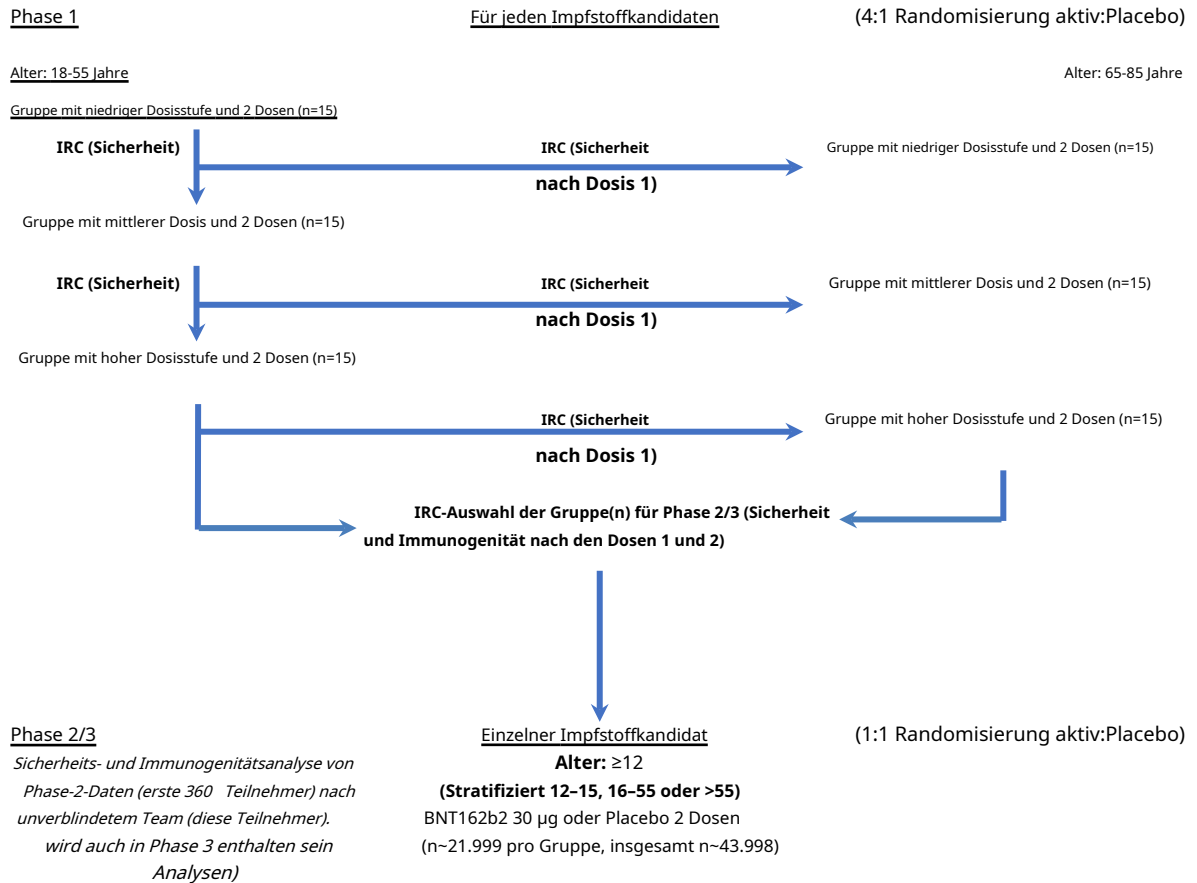 Phase 1
Für jeden Impfstoffkandidaten
(4:1 Randomisierung aktiv:Placebo)
Alter: 18-55 Jahre
Alter: 65-85 Jahre
Gruppe mit niedriger Dosisstufe und 2 Dosen (n=15)
IRC (Sicherheit)
IRC (Sicherheit
nach Dosis 1)
Gruppe mit niedriger Dosisstufe und 2 Dosen (n=15)
Gruppe mit mittlerer Dosis und 2 Dosen (n=15)
IRC (Sicherheit)
IRC (Sicherheit
nach Dosis 1)
Gruppe mit mittlerer Dosis und 2 Dosen (n=15)
Gruppe mit hoher Dosisstufe und 2 Dosen (n=15)
IRC (Sicherheit
nach Dosis 1)
Gruppe mit hoher Dosisstufe und 2 Dosen (n=15)
IRC-Auswahl der Gruppe(n) für Phase 2/3 (Sicherheit
und Immunogenität nach den Dosen 1 und 2)
Phase 2/3
Einzelner Impfstoffkandidat
(1:1 Randomisierung aktiv:Placebo)
Sicherheits- und Immunogenitätsanalyse von
Phase-2-Daten (erste 360 Teilnehmer) nach
unverblindetem Team (diese Teilnehmer).
wird auch in Phase 3 enthalten sein
Analysen)
Alter: ≥12
(Stratifiziert 12–15, 16–55 oder >55)
BNT162b2 30 μg oder Placebo 2 Dosen
(n~21.999 pro Gruppe, insgesamt n~43.998)